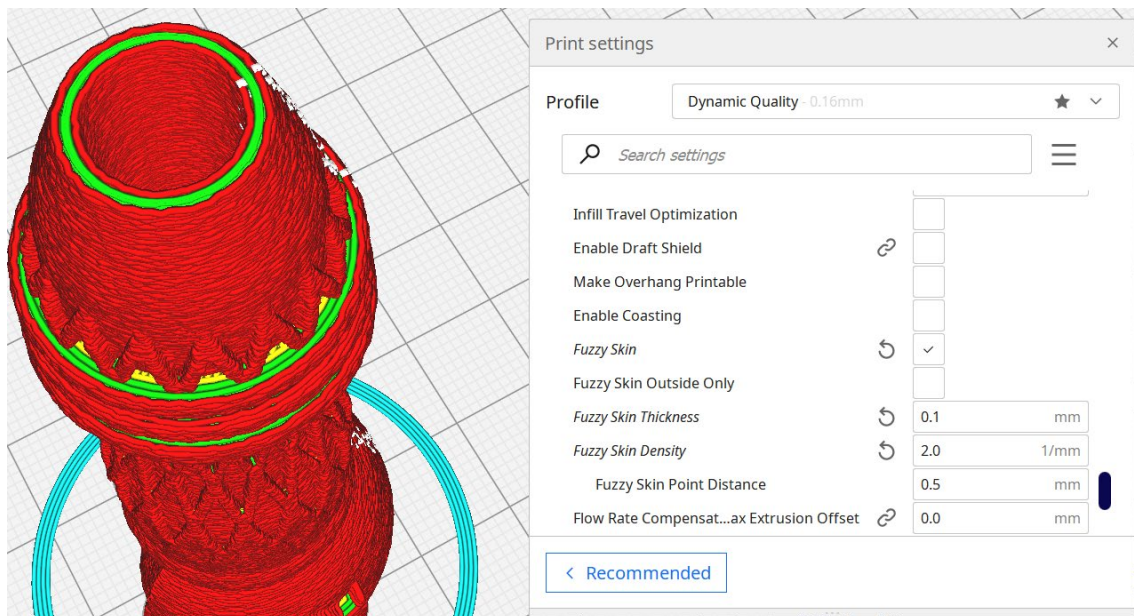 Print settings
Profile
Dynamic Quality - 0.16mm
Search settings
Infill Travel Optimization
Enable Draft Shield
Make Overhang Printable
Enable Coasting
Fuzzy Skin
Fuzzy Skin Outside Only
Fuzzy Skin Thickness 0.1 mm
Fuzzy Skin Density 2.0 1/mm
Fuzzy Skin Point Distance 0.5 mm
Flow Rate Compensat...ax Extrusion Offset 0.0 mm
Recommended